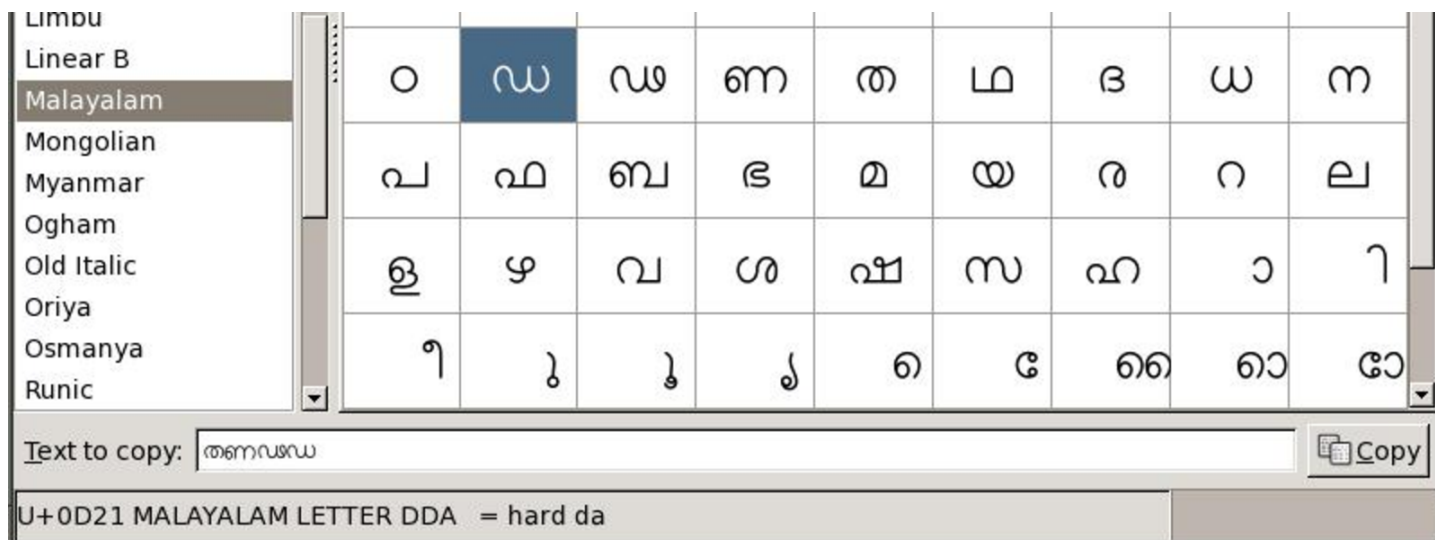 Limbu
Linear B
Malayalam
Mongolian
Myanmar
Ogham
Old Italic
Oriya
Osmanya
Runic
ഠ ഡ ഢ ണ ത ഥ ദ ധ ന
പ ഫ ബ ഭ മ യ ര റ ല
ള ഴ വ ശ ഷ സ ഹ ാ ി
ീ ു ൂ ൃ െ േ ൈ ൊ ോ
Text to copy: തണഢഡ Copy
U+0D21 MALAYALAM LETTER DDA = hard da